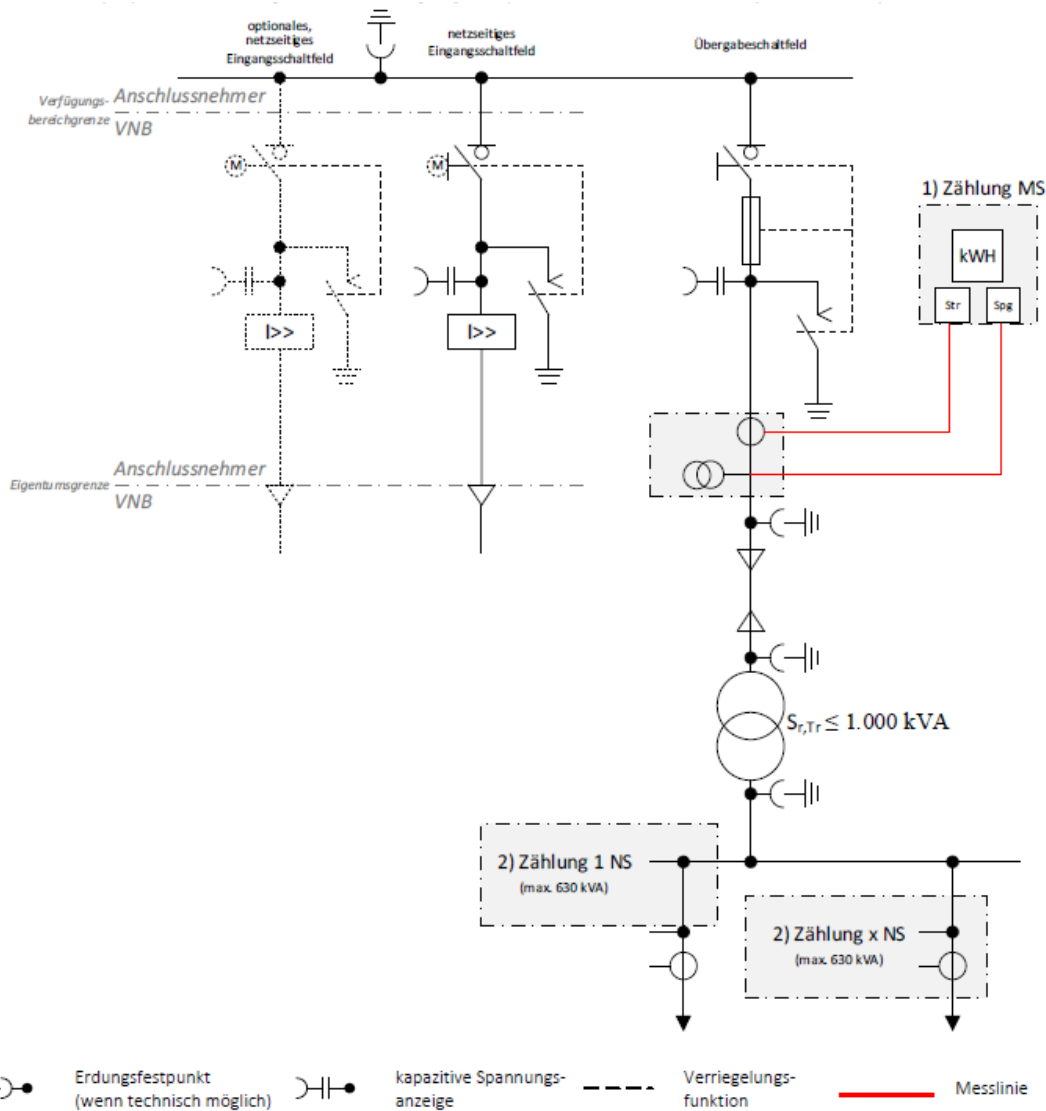 optionales,
netzseitiges
Eingangsschaltfeld
netzseitiges
Eingangsschaltfeld
Übergabeschaltfeld
Verfügungs-
bereichgrenze
Anschlussnehmer
VNB
M
M
1) Zählung MS
kWH
Str
Spg
I>>
I>>
Anschlussnehmer
Eigentumsgrenze
VNB
Sr,Tr ≤ 1.000 kVA
2) Zählung 1 NS
(max. 630 kVA)
2) Zählung x NS
(max. 630 kVA)
Erdungsfestpunkt
(wenn technisch möglich)
kapazitive Spannungs-
anzeige
Verriegelungs-
funktion
Messlinie